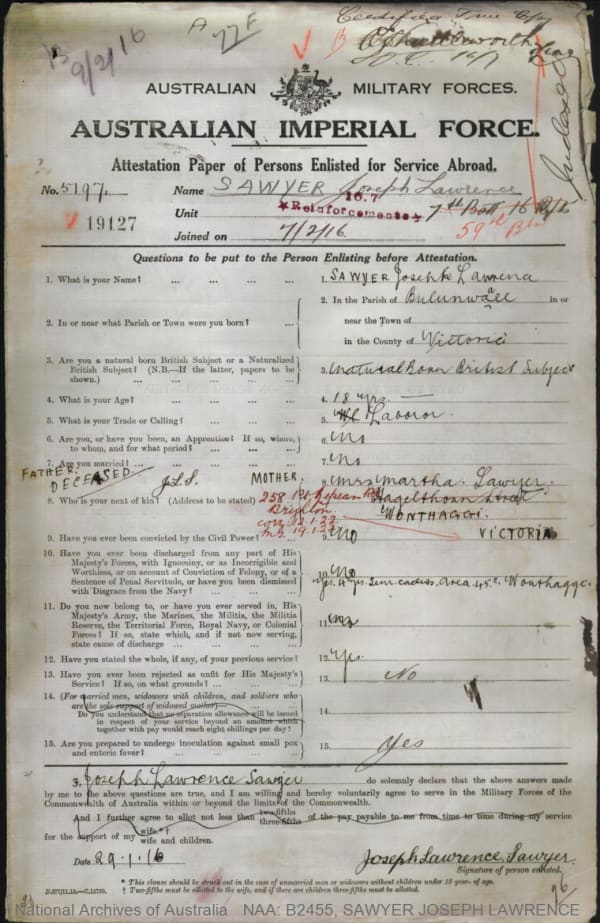 Certified True Copy
A 22F
9/2/16
AUSTRALIAN MILITARY FORCES.
AUSTRALIAN IMPERIAL FORCE.
Indexed
Attestation Paper of Persons Enlisted for Service Abroad.
No. 5197. Name SAWYER Joseph Lawrence
19127
Unit 16.7 Reinforcements 7th Batt 16 R/b
59th Btn
Joined on 7/2/16
Questions to be put to the Person Enlisting before Attestation.
1. What is your Name? ... ... ... ... 1. SAWYER Joseph Lawrence
2. In or near what Parish or Town were you born? ... 2. In the Parish of Bulunwaal in or
near the Town of
in the County of Victoria
3. Are you a natural born British Subject or a Naturalized
British Subject? (N.B.—If the latter, papers to be
shown.) ... ... ... ... 3. Natural Born British Subject
4. What is your Age? ... ... ... ... 4. 18 yrs.
5. What is your Trade or Calling? ... ... ... 5. Laboror.
6. Are you, or have you been, an Apprentice? If so, where,
to whom, and for what period? ... ... ... 6. No
7. Are you married? ... ... ... 7. No
FATHER: DECEASED J.L.S. MOTHER
8. Who is your next of kin? (Address to be stated) 8. Mrs Martha Sawyer.
Hagelthorn Street
WONTHAGGI.
VICTORIA
258 Pt. Nepean Rd
Brighton
9. Have you ever been convicted by the Civil Power? 9. No
10. Have you ever been discharged from any part of His
Majesty's Forces, with Ignominy, or as Incorrigible and
Worthless, or on account of Conviction of Felony, or of a
Sentence of Penal Servitude, or have you been dismissed
with Disgrace from the Navy? ... ... ... 10. No
Yes. 4 yrs. Senr. cadets. Area 45c. Wonthaggi.
11. Do you now belong to, or have you ever served in, His
Majesty's Army, the Marines, the Militia, the Militia
Reserve, the Territorial Force, Royal Navy, or Colonial
Forces? If so, state which, and if not now serving,
state cause of discharge ... ... ... 11.
12. Have you stated the whole, if any, of your previous service? 12. Yes.
13. Have you ever been rejected as unfit for His Majesty's
Service? If so, on what grounds? ... ... ... 13. No
14. (For married men, widowers with children, and soldiers who
are the sole support of widowed mother)—
Do you understand that no separation allowance will be issued
in respect of your service beyond an amount which
together with pay would reach eight shillings per day? 14.
15. Are you prepared to undergo inoculation against small pox
and enteric fever? ... ... ... ... 15. Yes
I, Joseph Lawrence Sawyer do solemnly declare that the above answers made
by me to the above questions are true, and I am willing and hereby voluntarily agree to serve in the Military Forces of the
Commonwealth of Australia within or beyond the limits of the Commonwealth.
And I further agree to allot not less than two-fifths three-fifths of the pay payable to me from time to time during my service
for the support of my wife.*† wife and children.
Date 29.1.16 Joseph Lawrence Sawyer.
Signature of person enlisted.
* This clause should be struck out in the case of unmarried men or widowers without children under 18 years of age.
† Two-fifths must be allotted to the wife, and if there are children three-fifths must be allotted.
National Archives of Australia NAA: B2455, SAWYER JOSEPH LAWRENCE